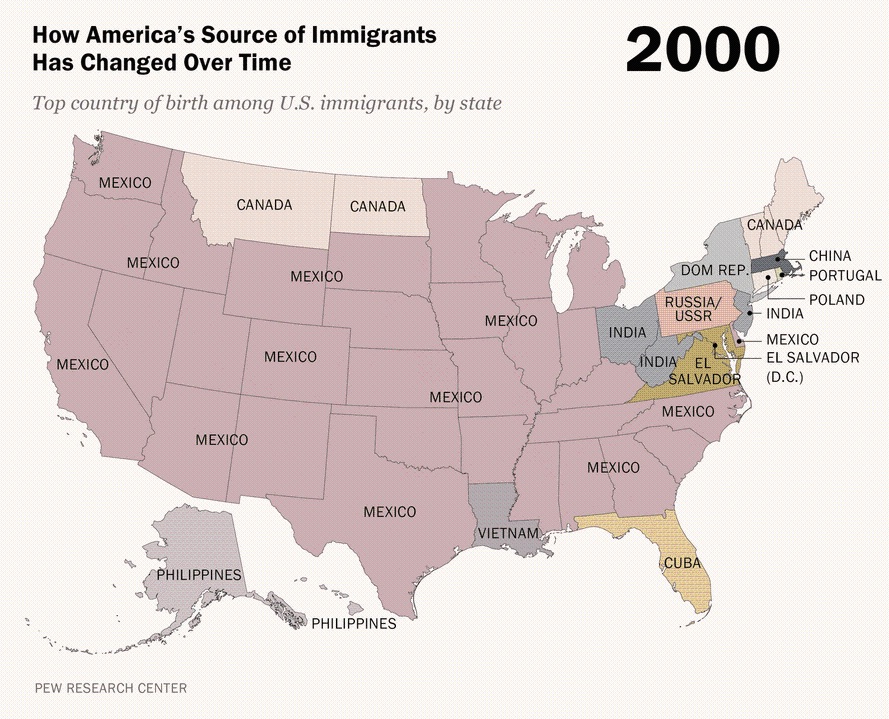 How America's Source of Immigrants
Has Changed Over Time
2000
Top country of birth among U.S. immigrants, by state
MEXICO
CANADA
CANADA
CANADA
MEXICO
MEXICO
DOM REP.
CHINA
PORTUGAL
POLAND
RUSSIA/
USSR
INDIA
MEXICO
INDIA
MEXICO
EL SALVADOR
(D.C.)
MEXICO
MEXICO
INDIA
EL
SALVADOR
MEXICO
MEXICO
MEXICO
MEXICO
MEXICO
VIETNAM
CUBA
PHILIPPINES
PHILIPPINES
PEW RESEARCH CENTER